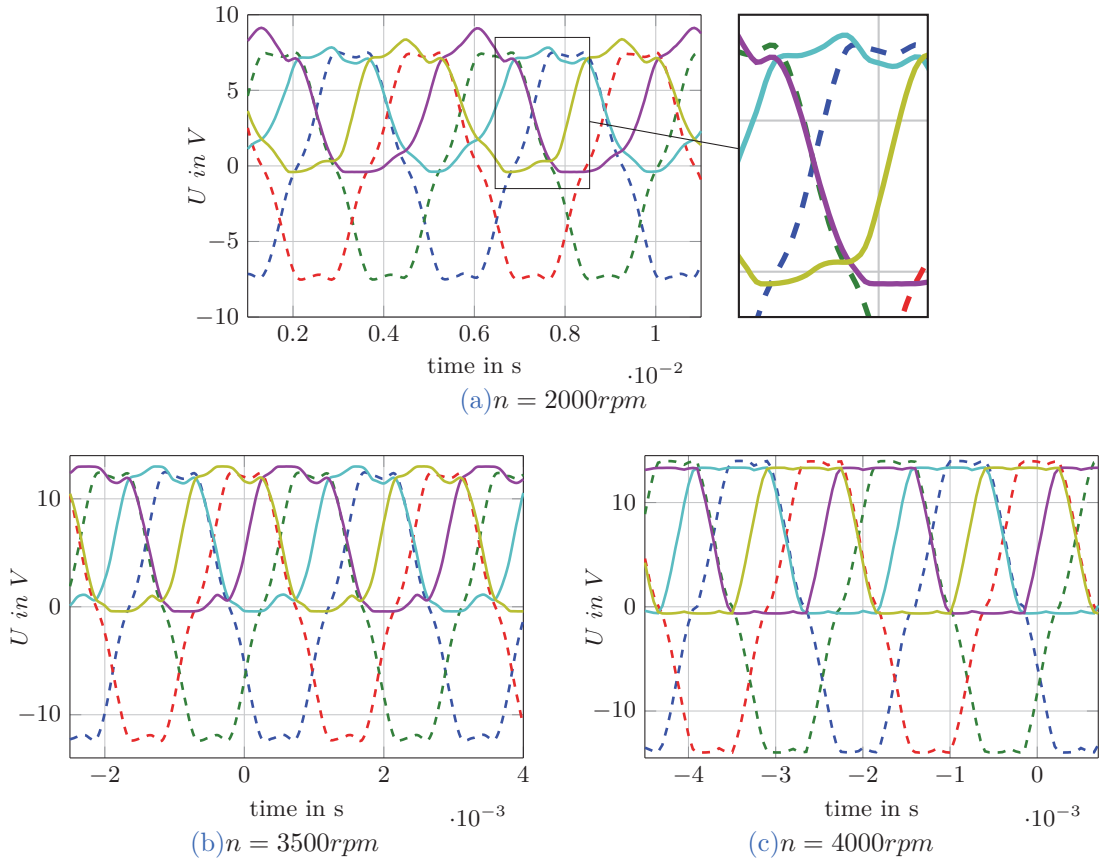 10
5
0
−5
−10
U in V
0.2 0.4 0.6 0.8 1
time in s
·10−2
(a)n = 2000rpm
10
0
−10
U in V
−2 0 2 4
time in s
·10−3
(b)n = 3500rpm
10
0
−10
U in V
−4 −3 −2 −1 0
time in s
·10−3
(c)n = 4000rpm